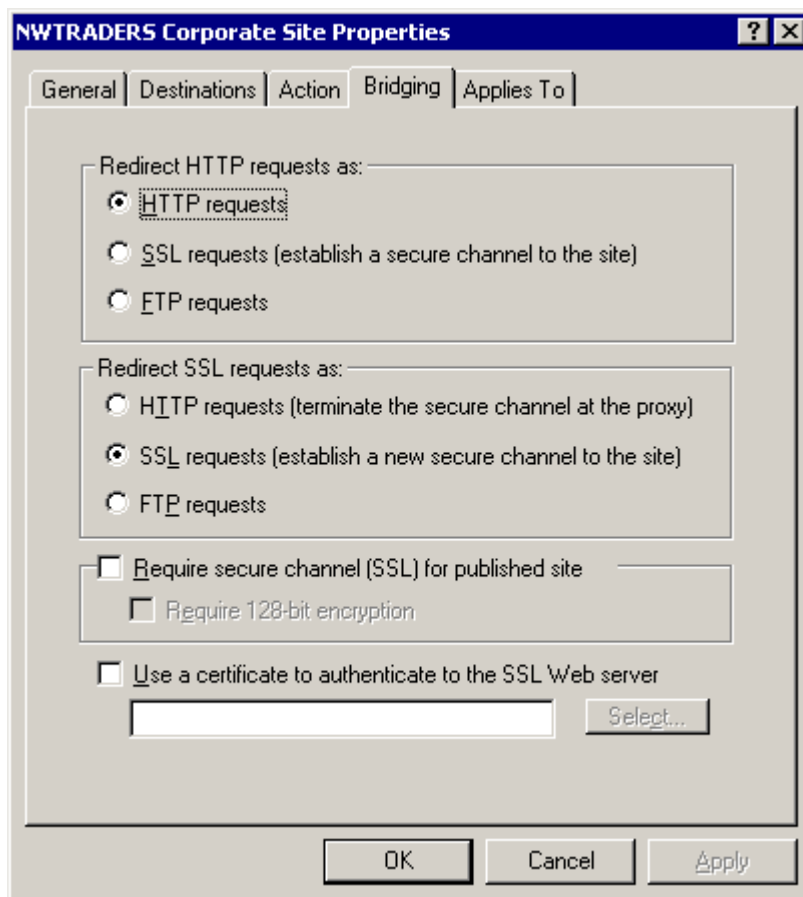 NWTRADERS Corporate Site Properties
General Destinations Action Bridging Applies To
Redirect HTTP requests as:
HTTP requests
SSL requests (establish a secure channel to the site)
FTP requests
Redirect SSL requests as:
HTTP requests (terminate the secure channel at the proxy)
SSL requests (establish a new secure channel to the site)
FTP requests
Require secure channel (SSL) for published site
Require 128-bit encryption
Use a certificate to authenticate to the SSL Web server
Select...
OK Cancel Apply